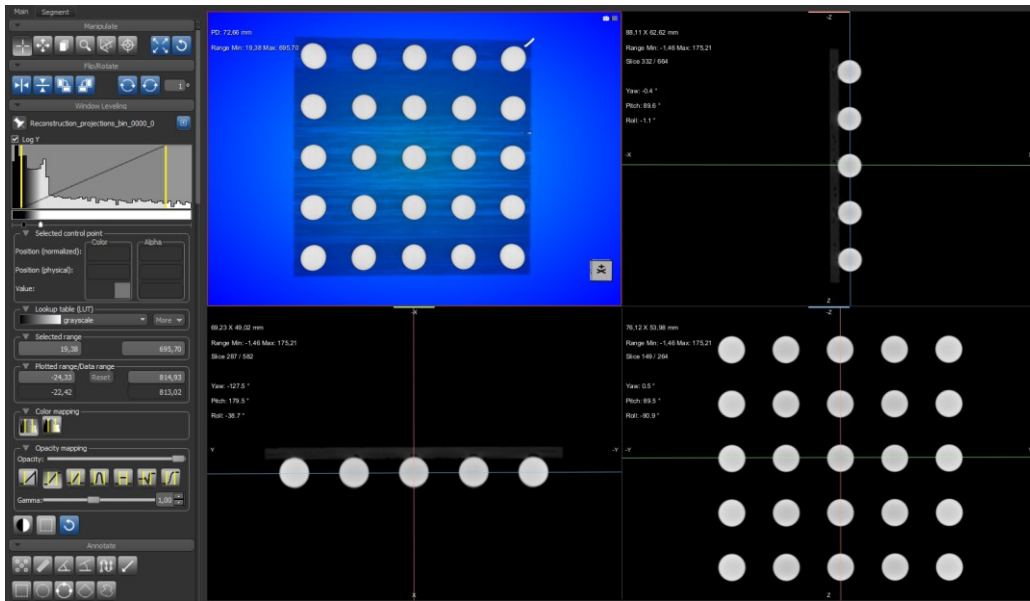 Main Segment
Manipulate
Flip/Rotate
1 °
Window Leveling
Reconstruction_projections_bin_0000_0
Log Y
Selected control point
Color
Alpha
Position (normalized):
Position (physical):
Value:
Lookup table (LUT)
grayscale
More
Selected range
19,38 695,70
Plotted range/Data range
-24,33 Reset 814,93
-22,42 813,02
Color mapping
Opacity mapping
Opacity:
Gamma: 1,00
Annotate
PD: 72,66 mm
Range Min: 19,38 Max: 695,70
-Z
88,11 X 62,62 mm
Range Min: -1,46 Max: 175,21
Slice 332 / 664
Yaw: -0.4 °
Pitch: 89.6 °
Roll: -1.1 °
-X
Z
-X
69,23 X 49,02 mm
Range Min: -1,46 Max: 175,21
Slice 287 / 582
Yaw: -127.5 °
Pitch: 179.5 °
Roll: -38.7 °
Y
-Y
X
-Z
76,12 X 53,98 mm
Range Min: -1,46 Max: 175,21
Slice 149 / 264
Yaw: 0.5 °
Pitch: 89.5 °
Roll: -90.9 °
-Y
Z